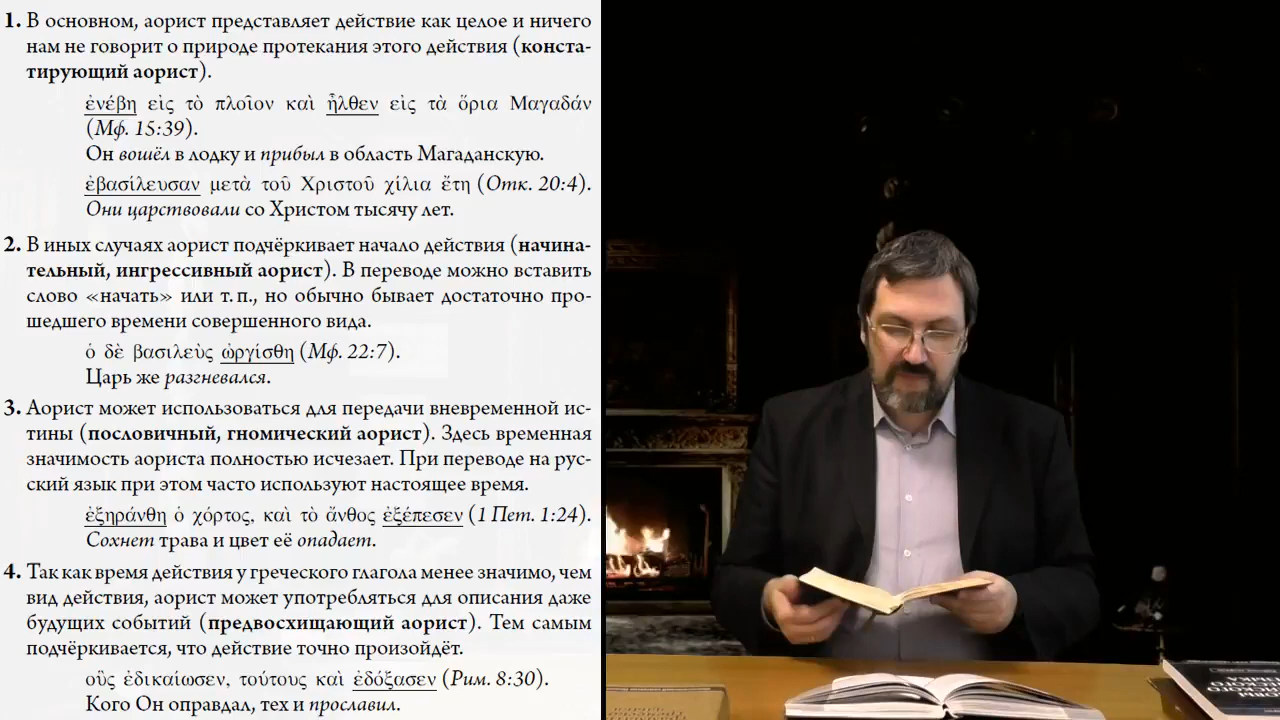 1. В основном, аорист представляет действие как целое и ничего
нам не говорит о природе протекания этого действия (конста-
тирующий аорист).
ἐνέβη εἰς τὸ πλοῖον καὶ ἦλθεν εἰς τὰ ὅρια Μαγαδάν
(Мф. 15:39).
Он вошёл в лодку и прибыл в область Магаданскую.
ἐβασίλευσαν μετὰ τοῦ Χριστοῦ χίλια ἔτη (Отк. 20:4).
Они царствовали со Христом тысячу лет.
2. В иных случаях аорист подчёркивает начало действия (начина-
тельный, ингрессивный аорист). В переводе можно вставить
слово «начать» или т. п., но обычно бывает достаточно про-
шедшего времени совершенного вида.
ὁ δὲ βασιλεὺς ὠργίσθη (Мф. 22:7).
Царь же разгневался.
3. Аорист может использоваться для передачи вневременной ис-
тины (пословичный, гномический аорист). Здесь временная
значимость аориста полностью исчезает. При переводе на рус-
ский язык при этом часто используют настоящее время.
ἐξηράνθη ὁ χόρτος, καὶ τὸ ἄνθος ἐξέπεσεν (1 Пет. 1:24).
Сохнет трава и цвет её опадает.
4. Так как время действия у греческого глагола менее значимо, чем
вид действия, аорист может употребляться для описания даже
будущих событий (предвосхищающий аорист). Тем самым
подчёркивается, что действие точно произойдёт.
οὓς ἐδικαίωσεν, τούτους καὶ ἐδόξασεν (Рим. 8:30).
Кого Он оправдал, тех и прославил.